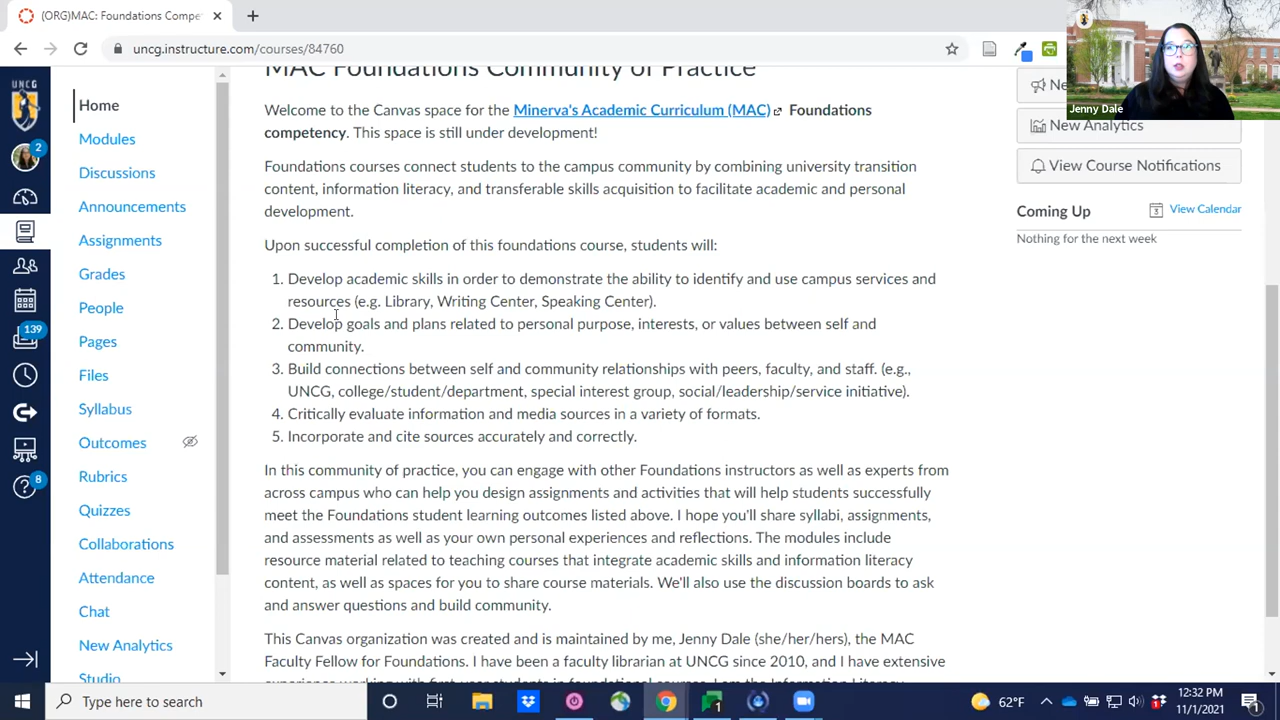 (ORG)MAC: Foundations Compe
uncg.instructure.com/courses/84760
Jenny Dale
UNCG
2
139
8
Home
Modules
Discussions
Announcements
Assignments
Grades
People
Pages
Files
Syllabus
Outcomes
Rubrics
Quizzes
Collaborations
Attendance
Chat
New Analytics
Studio
MAC Foundations Community of Practice
Welcome to the Canvas space for the Minerva's Academic Curriculum (MAC) Foundations
competency. This space is still under development!
Foundations courses connect students to the campus community by combining university transition
content, information literacy, and transferable skills acquisition to facilitate academic and personal
development.
Upon successful completion of this foundations course, students will:
1. Develop academic skills in order to demonstrate the ability to identify and use campus services and
resources (e.g. Library, Writing Center, Speaking Center).
2. Develop goals and plans related to personal purpose, interests, or values between self and
community.
3. Build connections between self and community relationships with peers, faculty, and staff. (e.g.,
UNCG, college/student/department, special interest group, social/leadership/service initiative).
4. Critically evaluate information and media sources in a variety of formats.
5. Incorporate and cite sources accurately and correctly.
In this community of practice, you can engage with other Foundations instructors as well as experts from
across campus who can help you design assignments and activities that will help students successfully
meet the Foundations student learning outcomes listed above. I hope you'll share syllabi, assignments,
and assessments as well as your own personal experiences and reflections. The modules include
resource material related to teaching courses that integrate academic skills and information literacy
content, as well as spaces for you to share course materials. We'll also use the discussion boards to ask
and answer questions and build community.
This Canvas organization was created and is maintained by me, Jenny Dale (she/her/hers), the MAC
Faculty Fellow for Foundations. I have been a faculty librarian at UNCG since 2010, and I have extensive
New Analytics
View Course Notifications
Coming Up
3
View Calendar
Nothing for the next week
Type here to search
1
62°F
12:32 PM
11/1/2021
1